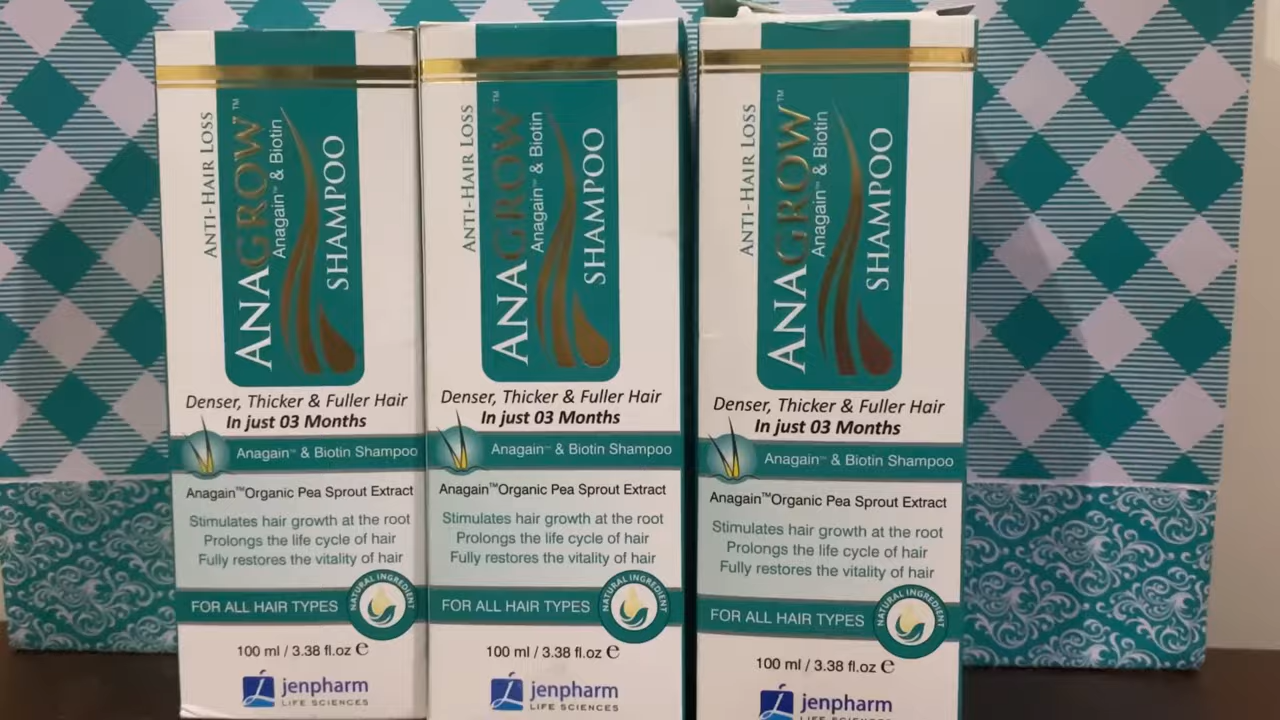 ANTI-HAIR LOSS
ANAGROW™
Anagain™ & Biotin
SHAMPOO
Denser, Thicker & Fuller Hair
In just 03 Months
Anagain™ & Biotin Shampoo
Anagain™Organic Pea Sprout Extract
Stimulates hair growth at the root
Prolongs the life cycle of hair
Fully restores the vitality of hair
FOR ALL HAIR TYPES
NATURAL INGREDIENT
100 ml / 3.38 fl.oz ℮
jenpharm
LIFE SCIENCES
ANTI-HAIR LOSS
ANAGROW™
Anagain™ & Biotin
SHAMPOO
Denser, Thicker & Fuller Hair
In just 03 Months
Anagain™ & Biotin Shampoo
Anagain™Organic Pea Sprout Extract
Stimulates hair growth at the root
Prolongs the life cycle of hair
Fully restores the vitality of hair
FOR ALL HAIR TYPES
NATURAL INGREDIENT
100 ml / 3.38 fl.oz ℮
jenpharm
LIFE SCIENCES
ANTI-HAIR LOSS
ANAGROW™
Anagain™ & Biotin
SHAMPOO
Denser, Thicker & Fuller Hair
In just 03 Months
Anagain™ & Biotin Shampoo
Anagain™Organic Pea Sprout Extract
Stimulates hair growth at the root
Prolongs the life cycle of hair
Fully restores the vitality of hair
FOR ALL HAIR TYPES
NATURAL INGREDIENT
100 ml / 3.38 fl.oz ℮
jenpharm
LIFE SCIENCES